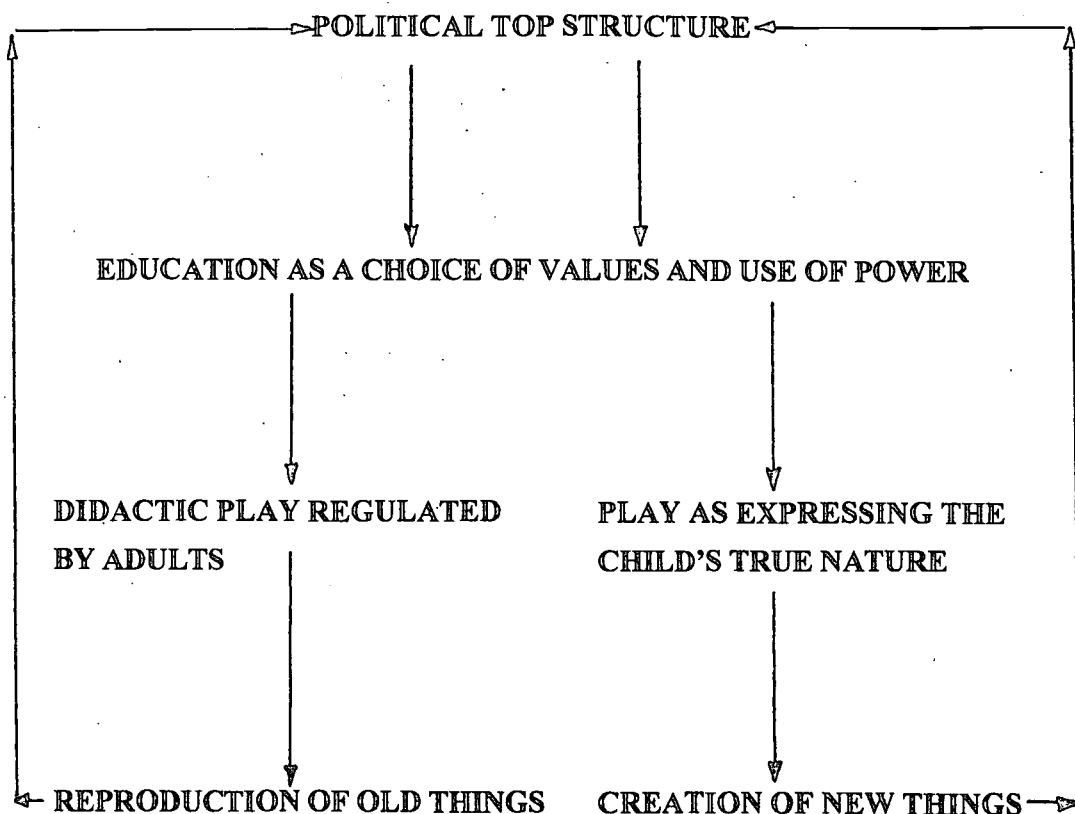 POLITICAL TOP STRUCTURE
EDUCATION AS A CHOICE OF VALUES AND USE OF POWER
DIDACTIC PLAY REGULATED
BY ADULTS
PLAY AS EXPRESSING THE
CHILD'S TRUE NATURE
REPRODUCTION OF OLD THINGS
CREATION OF NEW THINGS